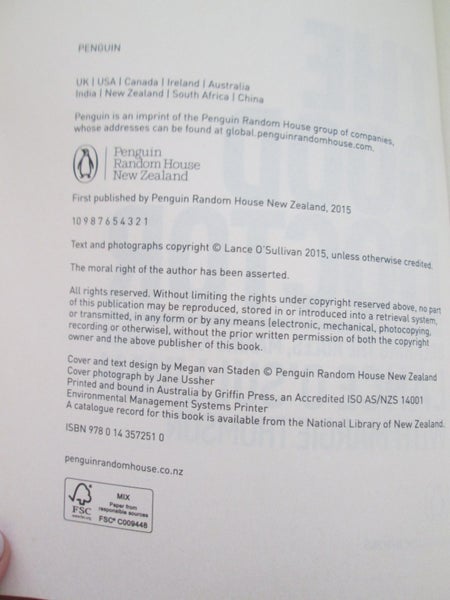 PENGUIN
UK | USA | Canada | Ireland | Australia
India | New Zealand | South Africa | China
Penguin is an imprint of the Penguin Random House group of companies,
whose addresses can be found at global.penguinrandomhouse.com.
Penguin
Random House
New Zealand
First published by Penguin Random House New Zealand, 2015
10 9 8 7 6 5 4 3 2 1
Text and photographs copyright © Lance O'Sullivan 2015, unless otherwise credited.
The moral right of the author has been asserted.
All rights reserved. Without limiting the rights under copyright reserved above, no part
of this publication may be reproduced, stored in or introduced into a retrieval system,
or transmitted, in any form or by any means (electronic, mechanical, photocopying,
recording or otherwise), without the prior written permission of both the copyright
owner and the above publisher of this book.
Cover and text design by Megan van Staden © Penguin Random House New Zealand
Cover photograph by Jane Ussher
Printed and bound in Australia by Griffin Press, an Accredited ISO AS/NZS 14001
Environmental Management Systems Printer
A catalogue record for this book is available from the National Library of New Zealand.
ISBN 978 0 14 357251 0
penguinrandomhouse.co.nz
FSC
www.fsc.org
MIX
Paper from
responsible sources
FSC® C009448